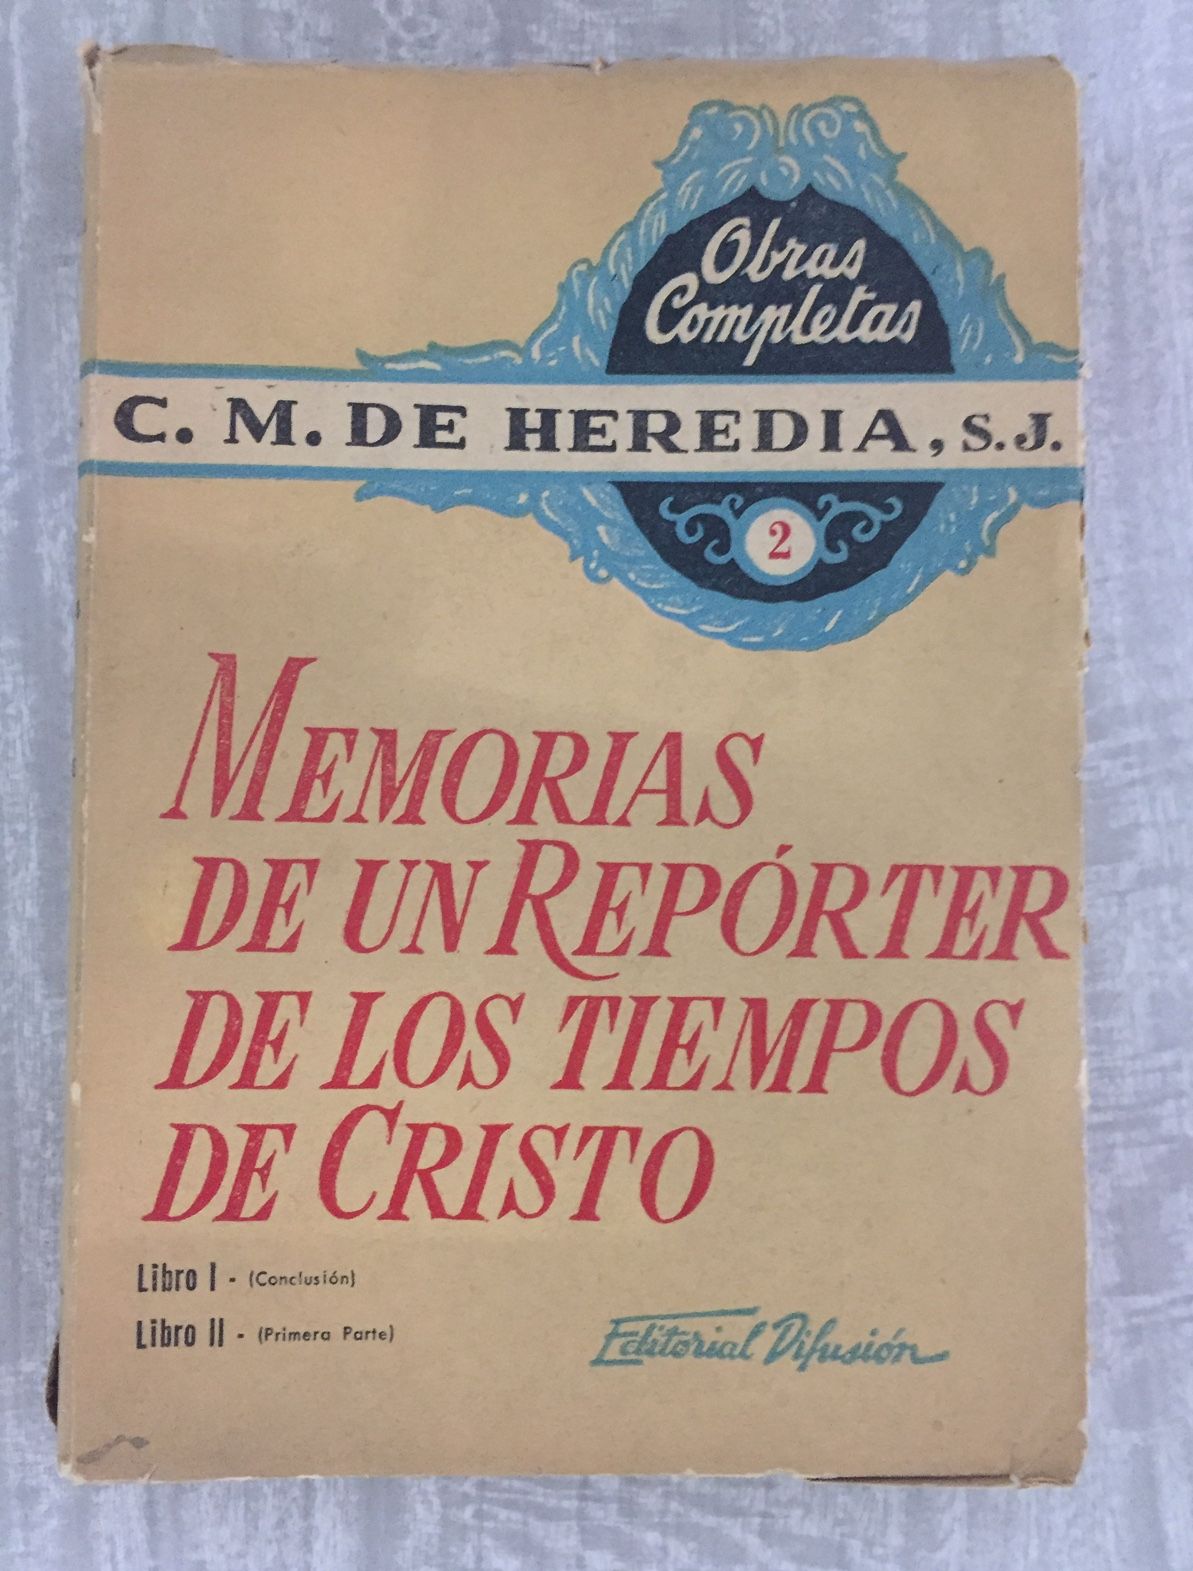 Obras
Completas
C. M. DE HEREDIA, S. J.
2
MEMORIAS
DE UN REPÓRTER
DE LOS TIEMPOS
DE CRISTO
Libro I - (Conclusión)
Libro II - (Primera Parte)
Editorial Difusión